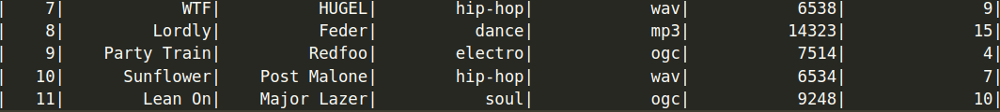 | 7| WTF| HUGEL| hip-hop| wav| 6538| 9|
| 8| Lordly| Feder| dance| mp3| 14323| 15|
| 9| Party Train| Redfoo| electro| ogc| 7514| 4|
| 10| Sunflower| Post Malone| hip-hop| wav| 6534| 7|
| 11| Lean On| Major Lazer| soul| ogc| 9248| 10|